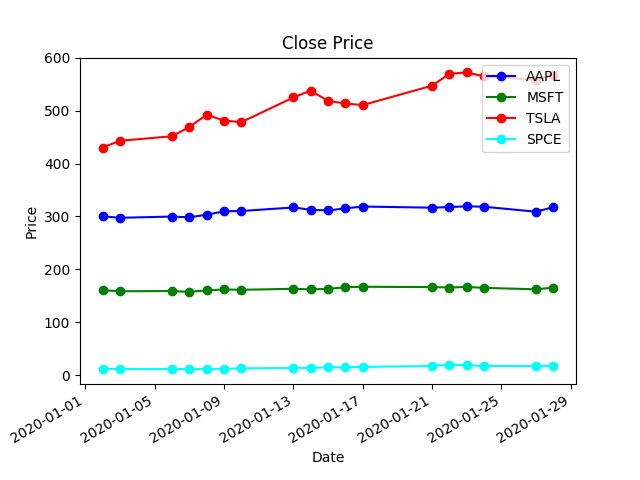 Close Price
600
500
400
300
200
100
0
Price
AAPL
MSFT
TSLA
SPCE
2020-01-01
2020-01-05
2020-01-09
2020-01-13
2020-01-17
2020-01-21
2020-01-25
2020-01-29
Date